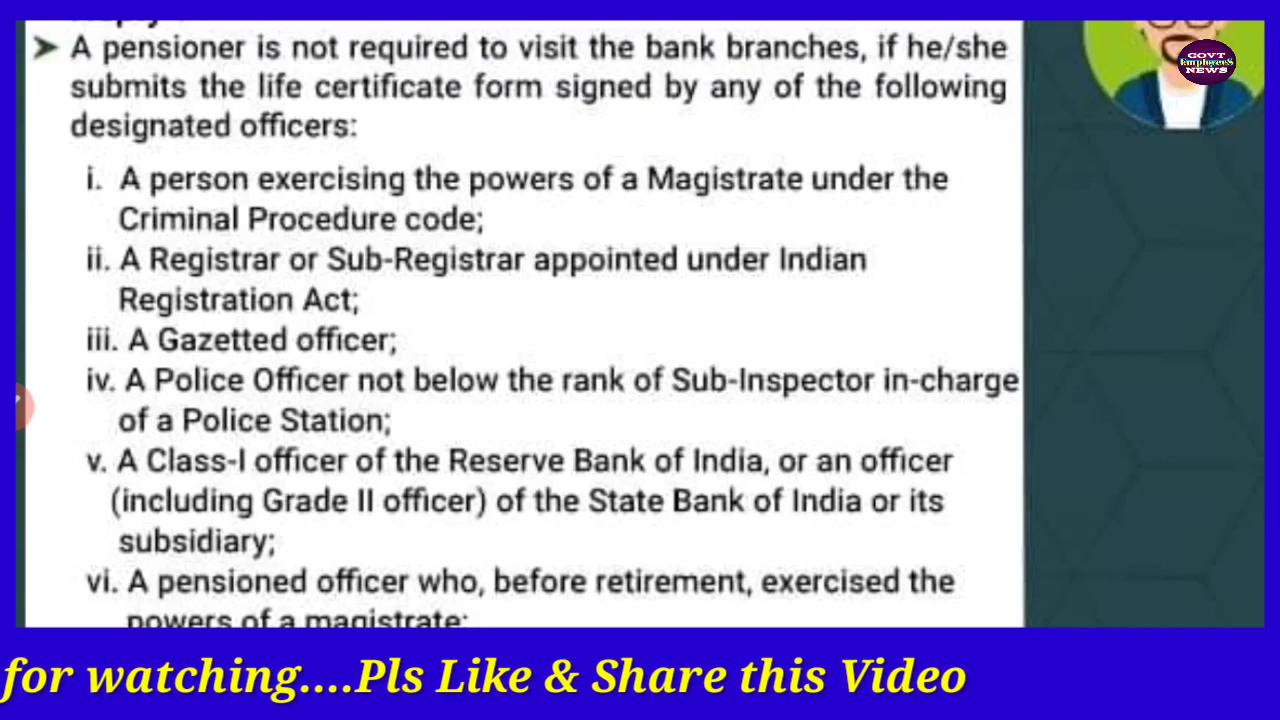 ➤ A pensioner is not required to visit the bank branches, if he/she
submits the life certificate form signed by any of the following
designated officers:
i. A person exercising the powers of a Magistrate under the
Criminal Procedure code;
ii. A Registrar or Sub-Registrar appointed under Indian
Registration Act;
iii. A Gazetted officer;
iv. A Police Officer not below the rank of Sub-Inspector in-charge
of a Police Station;
v. A Class-I officer of the Reserve Bank of India, or an officer
(including Grade II officer) of the State Bank of India or its
subsidiary;
vi. A pensioned officer who, before retirement, exercised the
powers of a magistrate;
GOVT
EmployeeS
NEWS
for watching....Pls Like & Share this Video